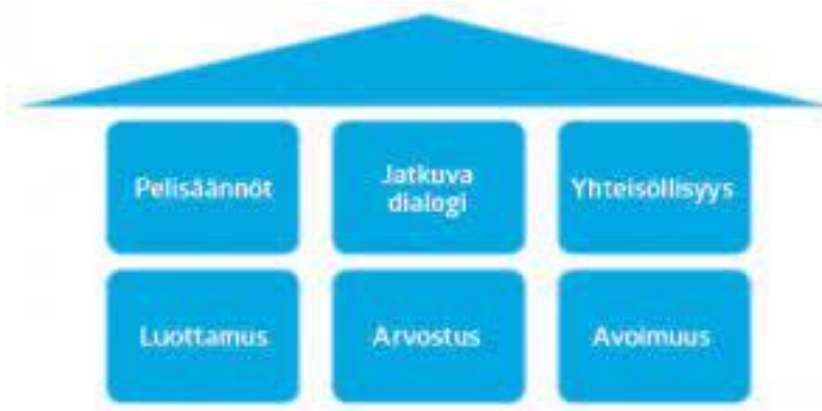 Pelisäännöt
Jatkuva
dialogi
Yhteisöllisyys
Luottamus
Arvostus
Avoimuus